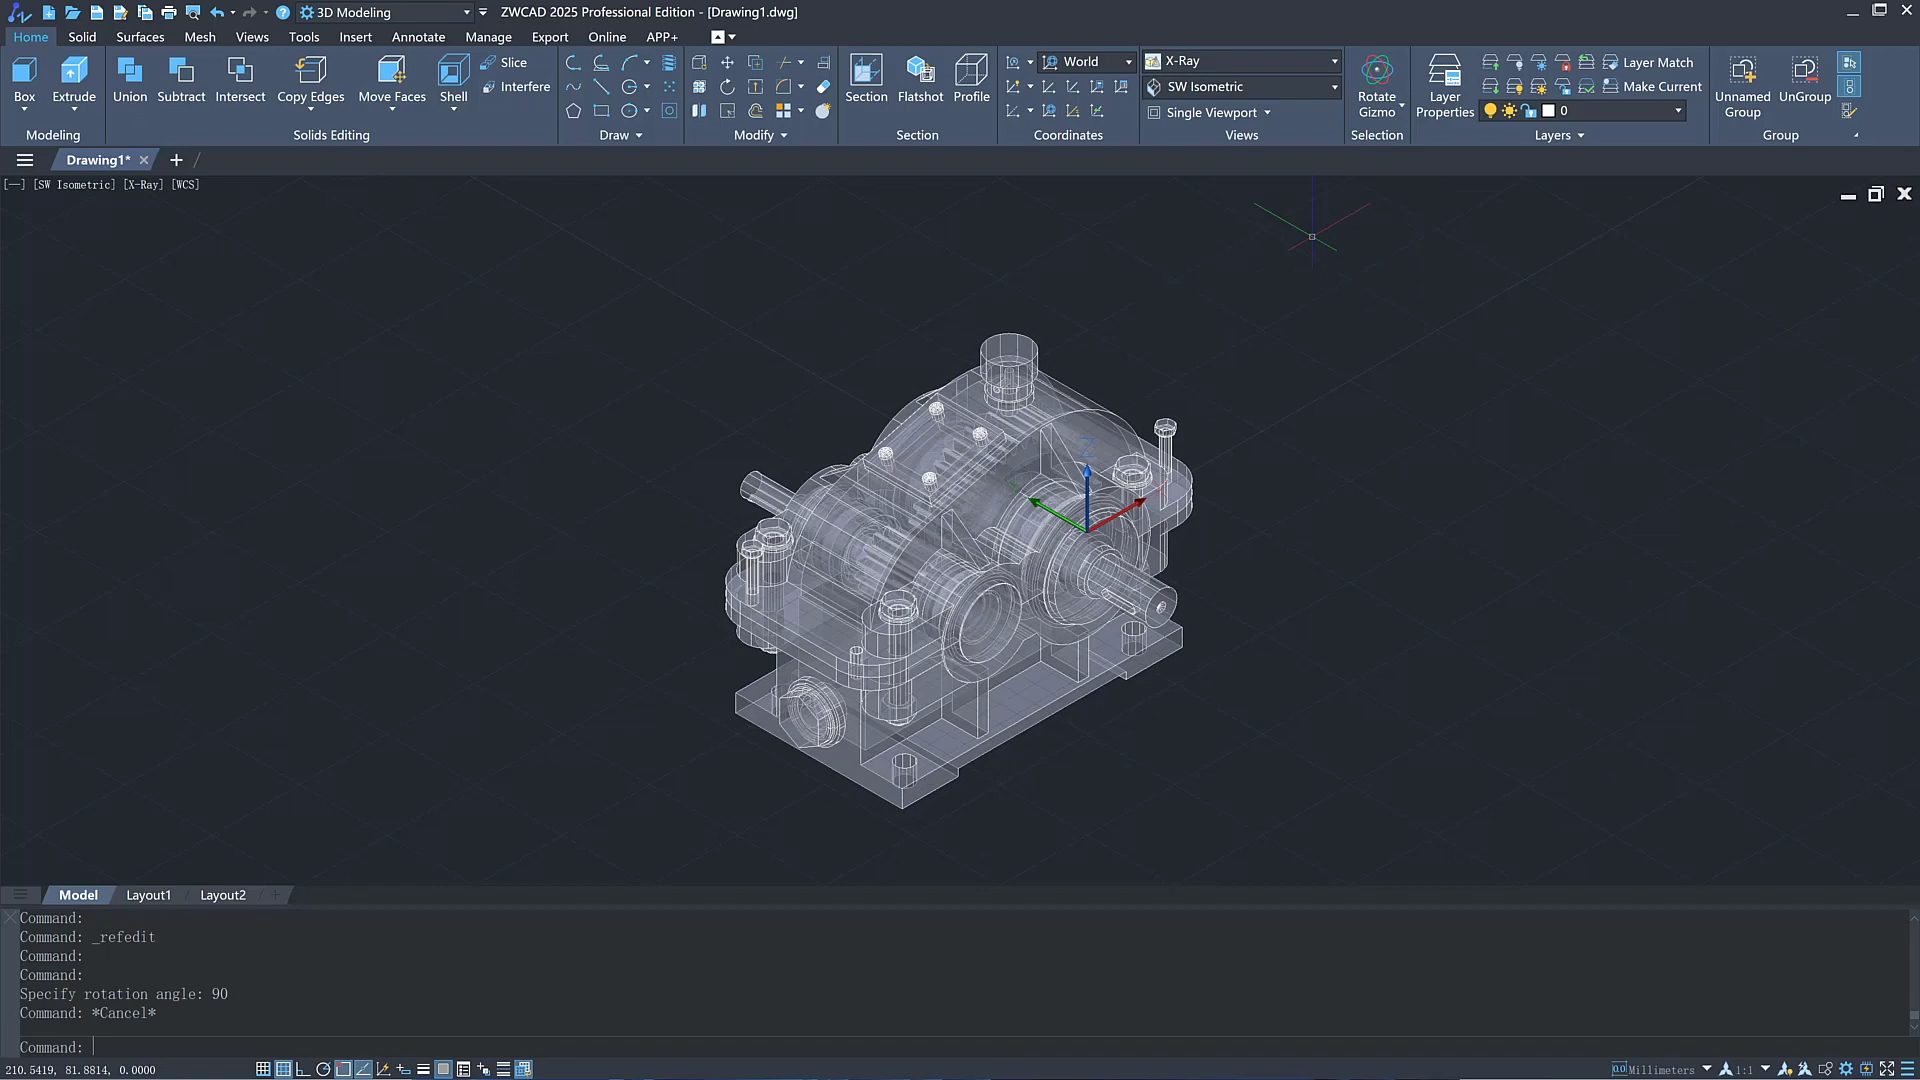 3D Modeling
ZWCAD 2025 Professional Edition - [Drawing1.dwg]
Home Solid Surfaces Mesh Views Tools Insert Annotate Manage Export Online APP+
Box Extrude
Modeling
Union Subtract Intersect Copy Edges Move Faces Shell Slice Interfere
Solids Editing
Draw
Modify
Section Flatshot Profile
Section
World
Coordinates
X-Ray
SW Isometric
Single Viewport
Views
Rotate Gizmo
Selection
Layer Properties
Layer Match
Make Current
0
Layers
Unnamed Group
UnGroup
Group
Drawing1*
[—] [SW Isometric] [X-Ray] [WCS]
Z
Model Layout1 Layout2
Command:
Command: _refedit
Command:
Command:
Specify rotation angle: 90
Command: *Cancel*
Command:
210.5419, 81.8814, 0.0000
0.0 Millimeters 1:1